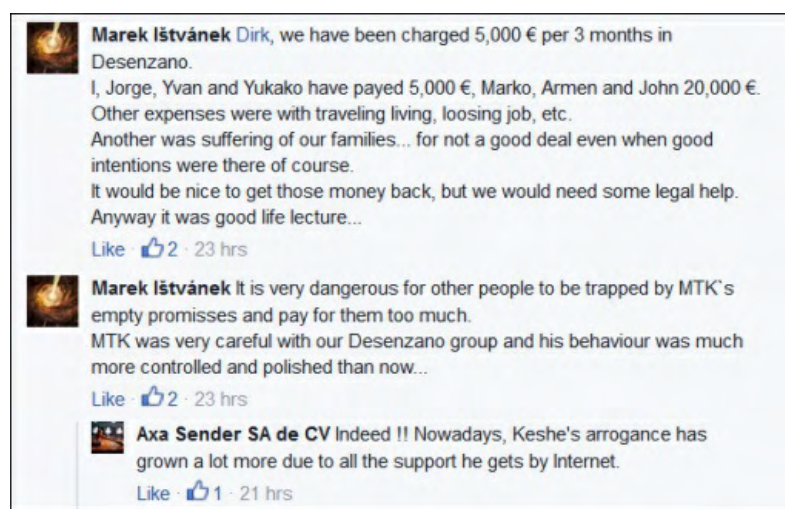 Marek Ištvánek Dirk, we have been charged 5,000 € per 3 months in
Desenzano.
I, Jorge, Yvan and Yukako have payed 5,000 €, Marko, Armen and John 20,000 €.
Other expenses were with traveling living, loosing job, etc.
Another was suffering of our families... for not a good deal even when good
intentions were there of course.
It would be nice to get those money back, but we would need some legal help.
Anyway it was good life lecture...
Like · 2 · 23 hrs
Marek Ištvánek It is very dangerous for other people to be trapped by MTK`s
empty promisses and pay for them too much.
MTK was very careful with our Desenzano group and his behaviour was much
more controlled and polished than now...
Like · 2 · 23 hrs
Axa Sender SA de CV Indeed !! Nowadays, Keshe's arrogance has
grown a lot more due to all the support he gets by Internet.
Like · 1 · 21 hrs